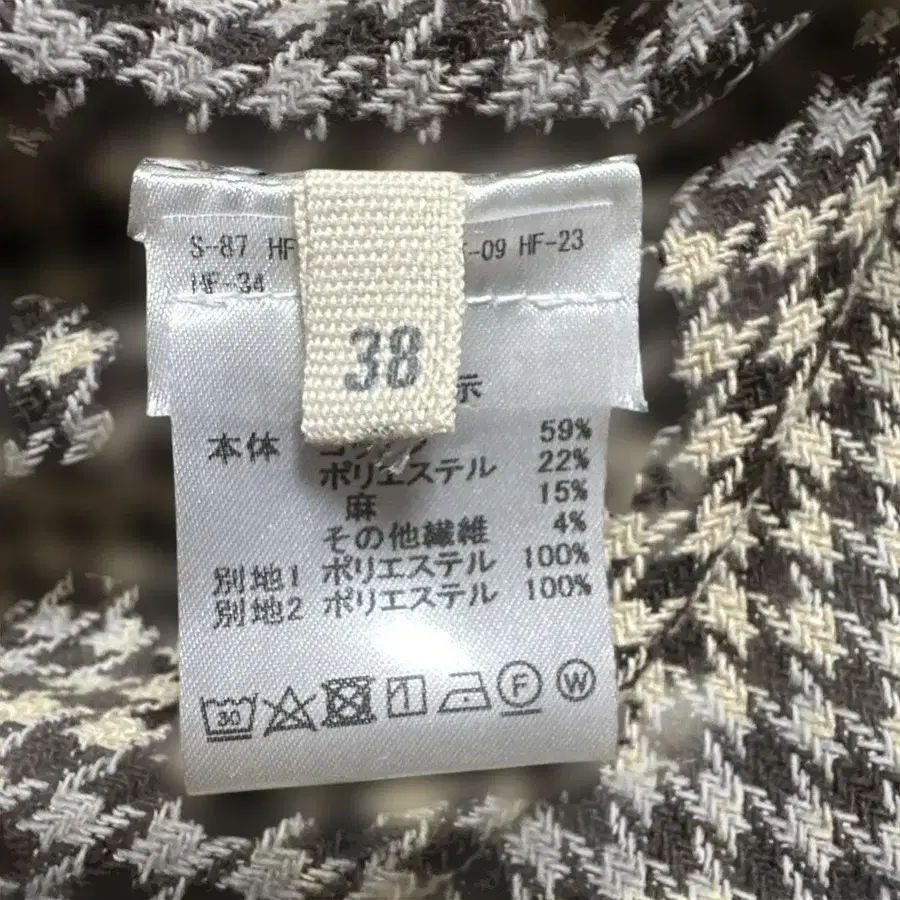 S-87 HF -09 HF-23
HF-34
38
示
本体 59%
ポリエステル 22%
麻 15%
その他繊維 4%
別地1 ポリエステル 100%
別地2 ポリエステル 100%
30 F W